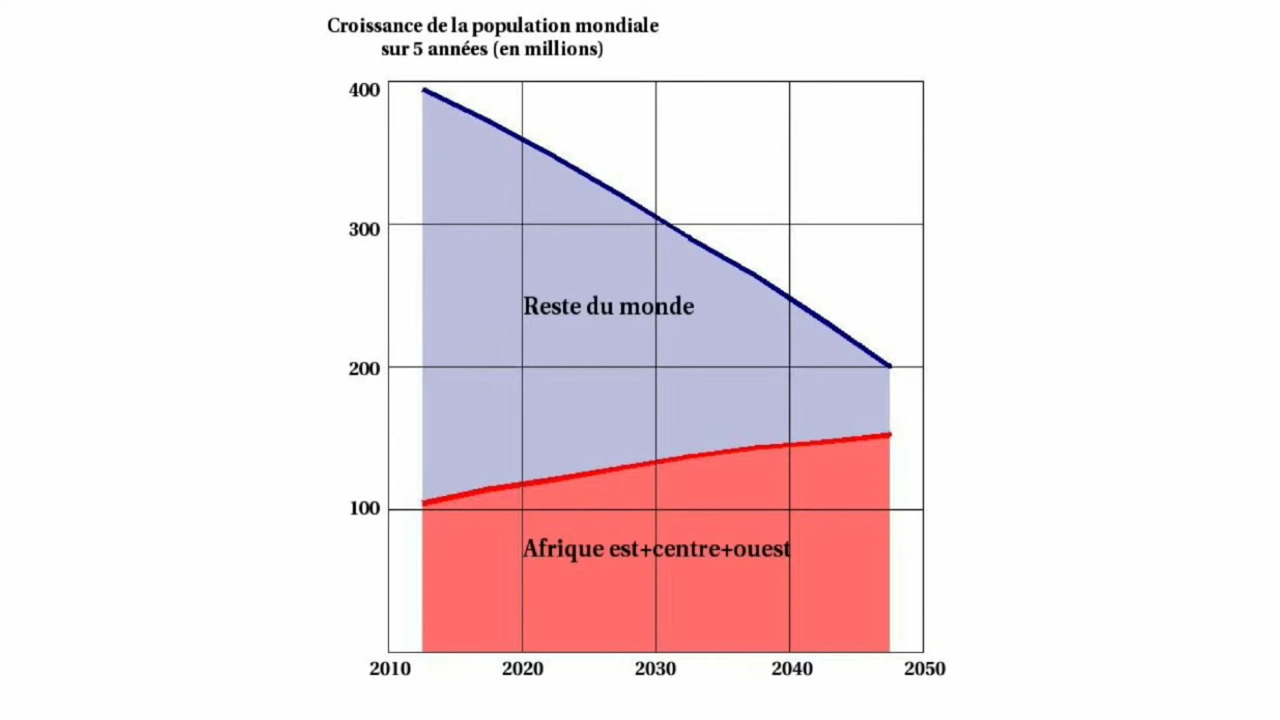 Croissance de la population mondiale
sur 5 années (en millions)
400
300
Reste du monde
200
100
Afrique est+centre+ouest
2010 2020 2030 2040 2050